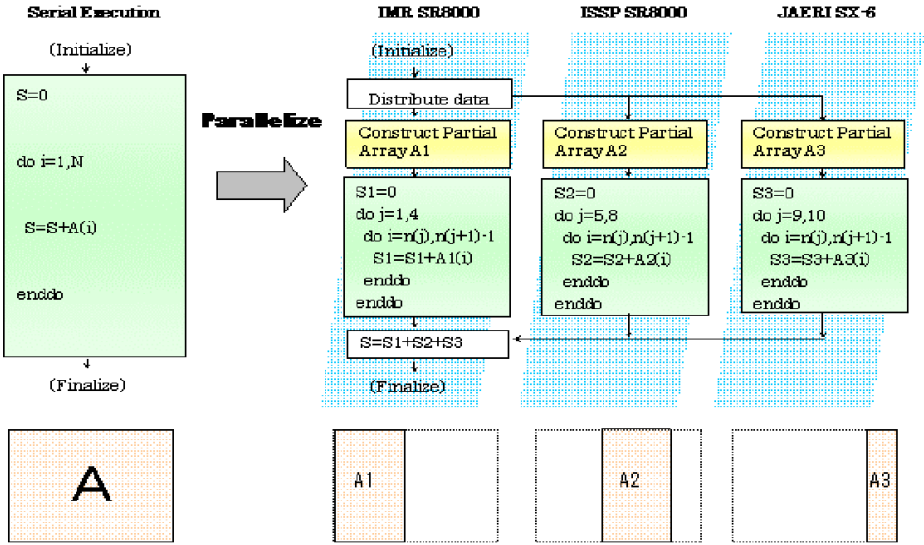 Serial Execution
(Initialize)
S=0
do i=1,N
S=S+A(i)
enddo
(Finalize)
A
Parallelize
IMR SR8000
(Initialize)
Distribute data
Construct Partial
Array A1
S1=0
do j=1,4
do i=n(j),n(j+1)-1
S1=S1+A1(i)
enddo
enddo
S=S1+S2+S3
(Finalize)
A1
ISSP SR8000
Construct Partial
Array A2
S2=0
do j=5,8
do i=n(j),n(j+1)-1
S2=S2+A2(i)
enddo
enddo
A2
JAERI SX-6
Construct Partial
Array A3
S3=0
do j=9,10
do i=n(j),n(j+1)-1
S3=S3+A3(i)
enddo
enddo
A3